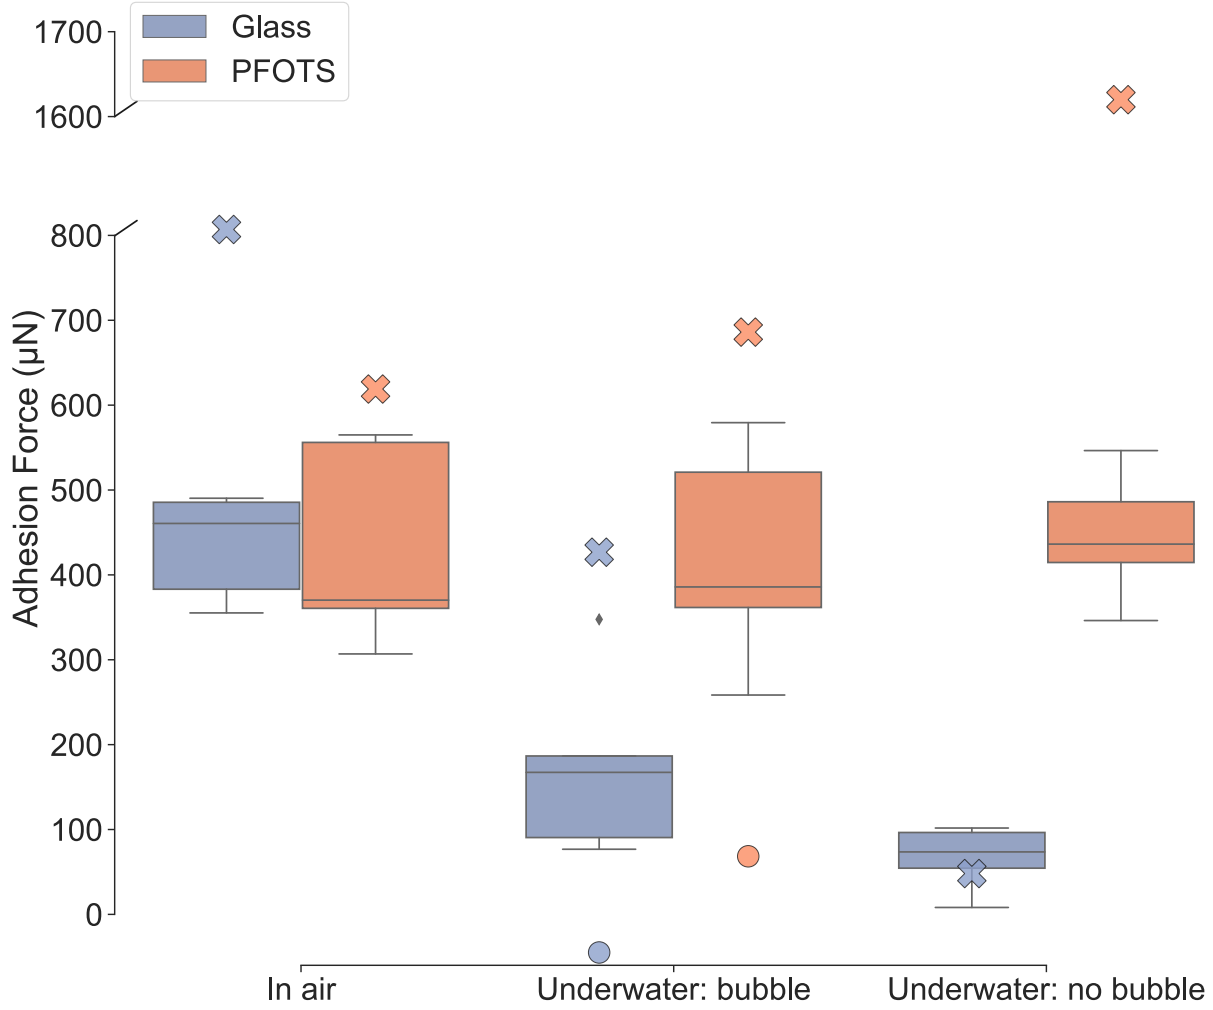 1700
1600
Glass
PFOTS
800
700
600
500
400
300
200
100
0
Adhesion Force (μN)
In air
Underwater: bubble
Underwater: no bubble